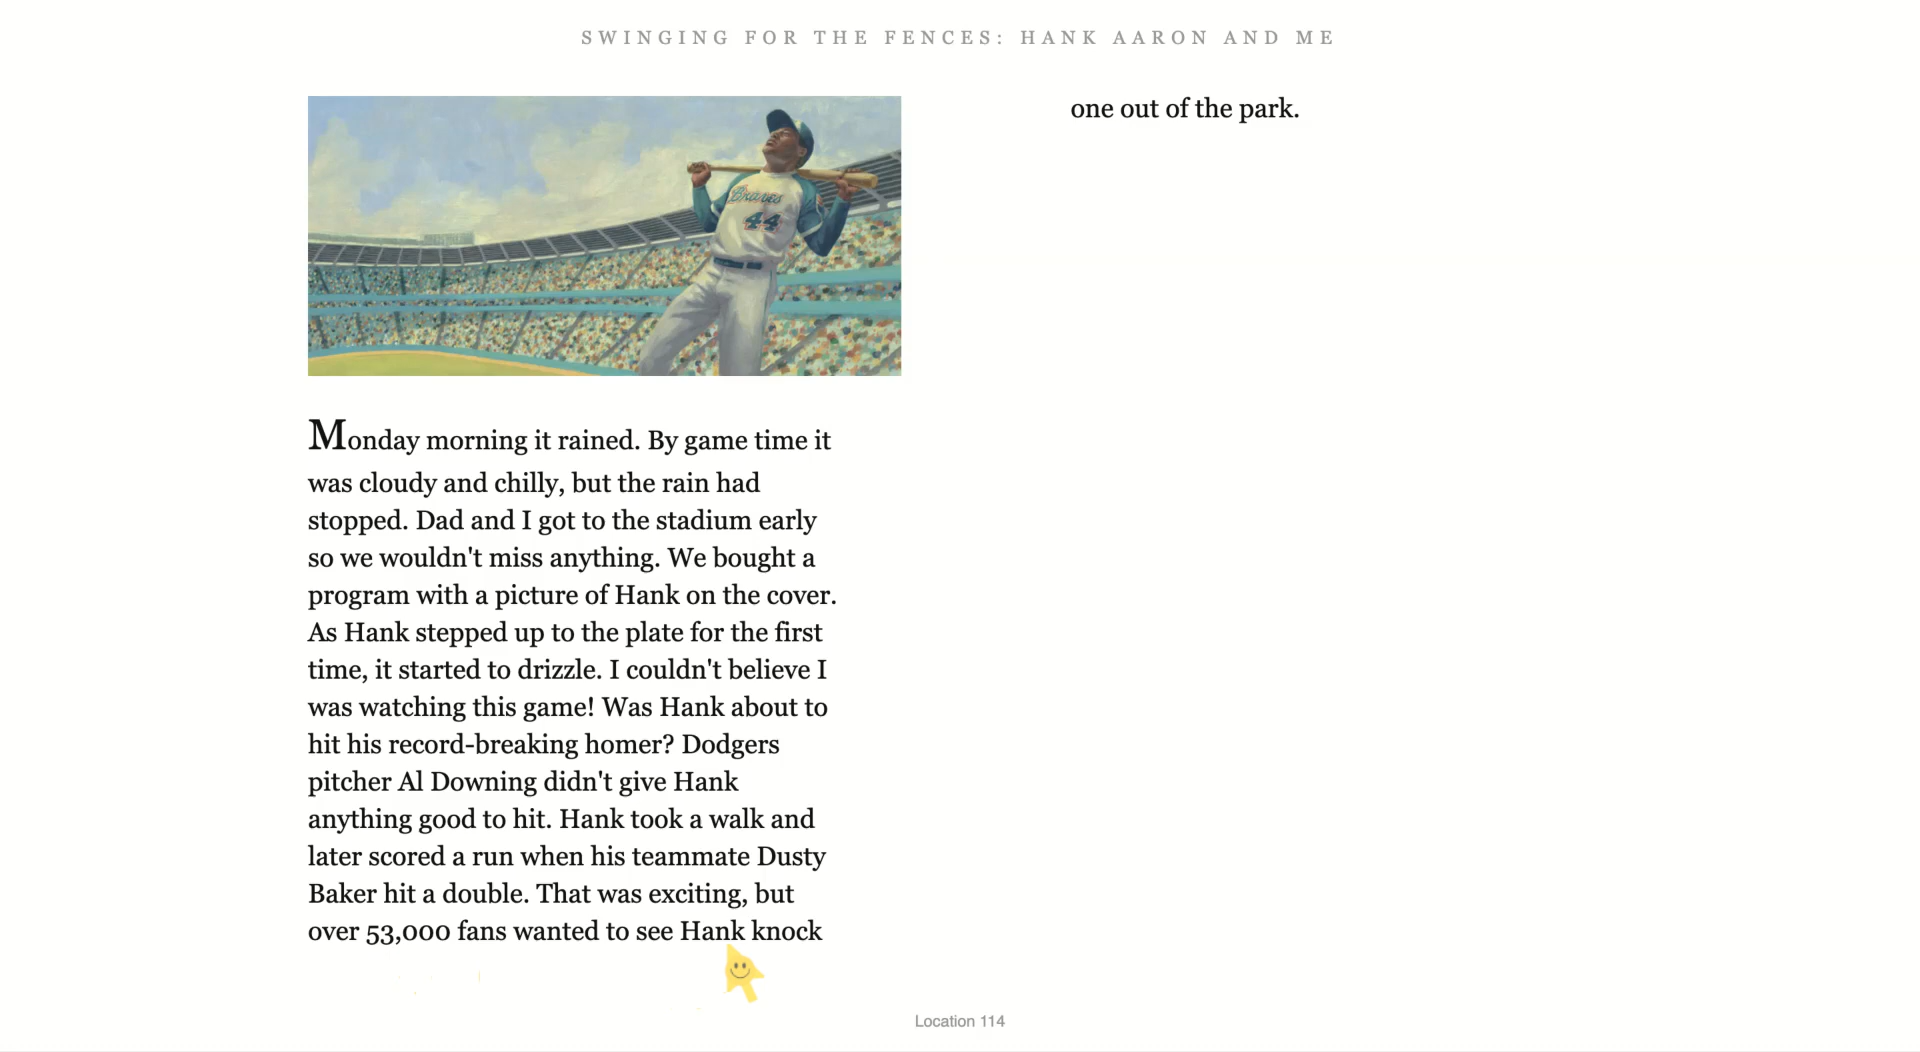 SWINGING FOR THE FENCES: HANK AARON AND ME
Braves
44
Monday morning it rained. By game time it
was cloudy and chilly, but the rain had
stopped. Dad and I got to the stadium early
so we wouldn't miss anything. We bought a
program with a picture of Hank on the cover.
As Hank stepped up to the plate for the first
time, it started to drizzle. I couldn't believe I
was watching this game! Was Hank about to
hit his record-breaking homer? Dodgers
pitcher Al Downing didn't give Hank
anything good to hit. Hank took a walk and
later scored a run when his teammate Dusty
Baker hit a double. That was exciting, but
over 53,000 fans wanted to see Hank knock
one out of the park.
Location 114